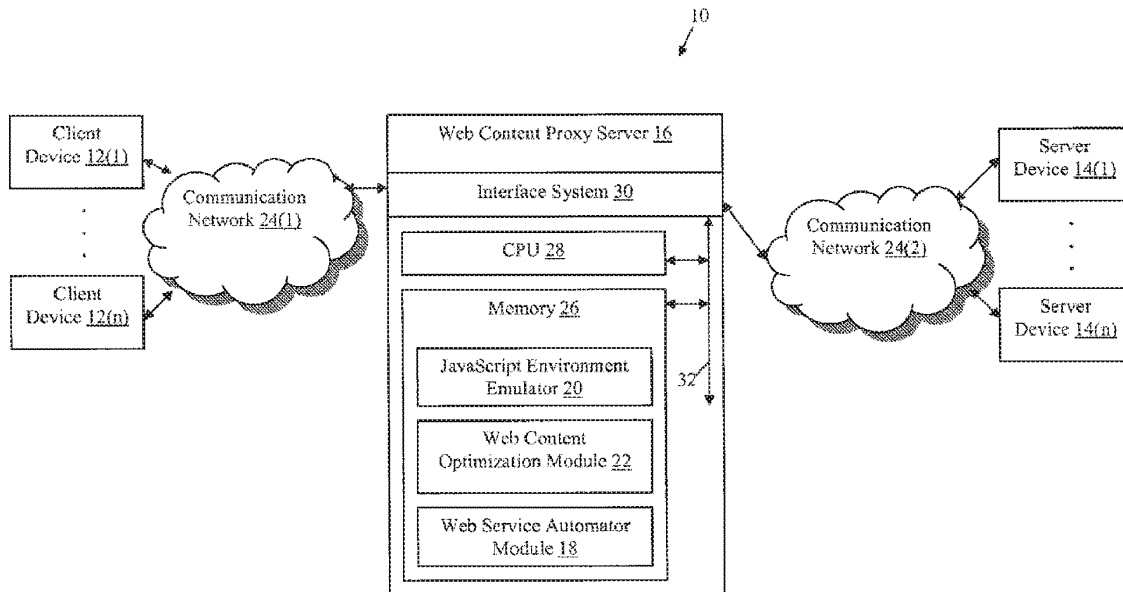 10
Client
Device 12(1)
Communication
Network 24(1)
Client
Device 12(n)
Web Content Proxy Server 16
Interface System 30
CPU 28
Memory 26
JavaScript Environment
Emulator 20
Web Content
Optimization Module 22
Web Service Automator
Module 18
32
Communication
Network 24(2)
Server
Device 14(1)
Server
Device 14(n)